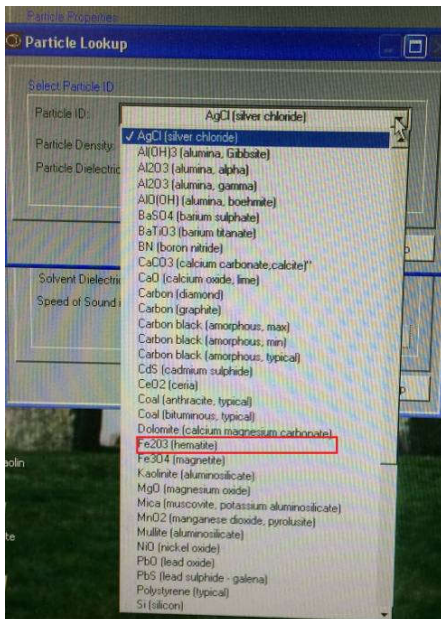 Particle Properties
Particle Lookup
Select Particle ID
Particle ID:
AgCl (silver chloride)
Particle Density:
Particle Dielectric
✓ AgCl (silver chloride)
Al(OH)3 (alumina, Gibbsite)
Al2O3 (alumina, alpha)
Al2O3 (alumina, gamma)
AlO(OH) (alumina, boehmite)
BaSO4 (barium sulphate)
BaTiO3 (barium titanate)
BN (boron nitride)
CaCO3 (calcium carbonate,calcite)"
CaO (calcium oxide, lime)
Carbon (diamond)
Carbon (graphite)
Carbon black (amorphous, max)
Carbon black (amorphous, min)
Carbon black (amorphous, typical)
CdS (cadmium sulphide)
CeO2 (ceria)
Coal (anthracite, typical)
Coal (bituminous, typical)
Dolomite (calcium magnesium carbonate)
Fe2O3 (hematite)
Fe3O4 (magnetite)
Kaolinite (aluminosilicate)
MgO (magnesium oxide)
Mica (muscovite, potassium aluminosilicate)
MnO2 (manganese dioxide, pyrolusite)
Mullite (aluminosilicate)
NiO (nickel oxide)
PbO (lead oxide)
PbS (lead sulphide - galena)
Polystyrene (typical)
Si (silicon)
Solvent Dielectric
Speed of Sound
aolin
te